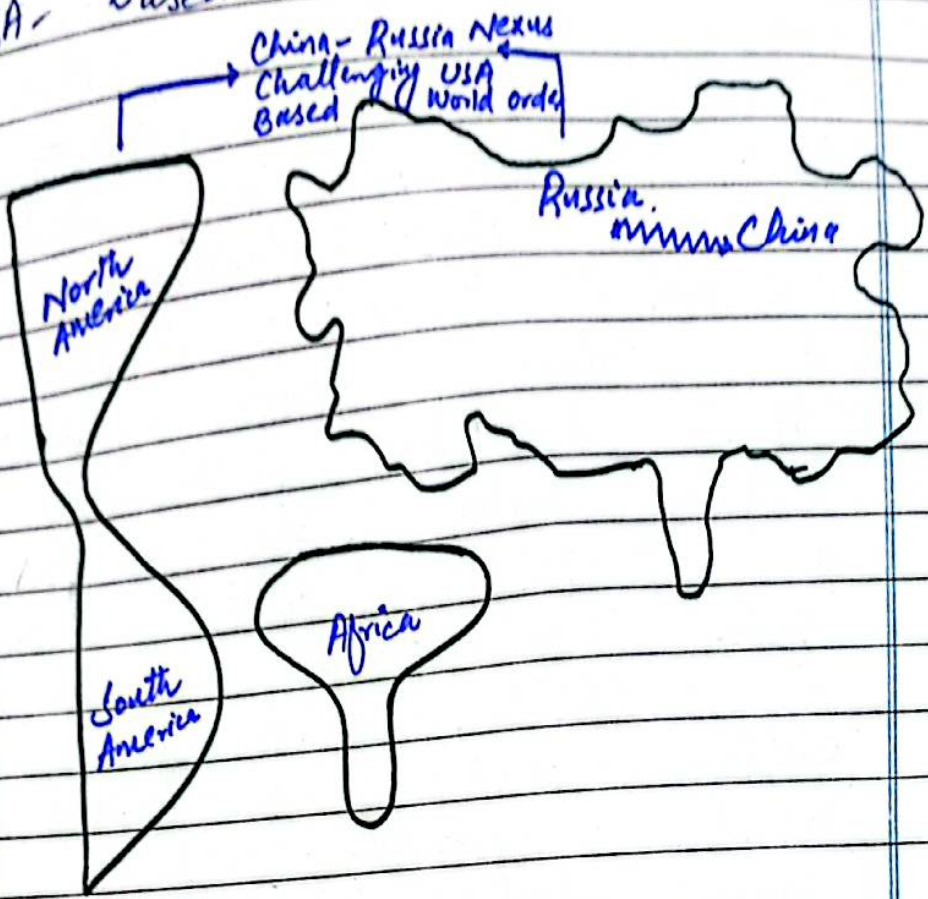 A-
China - Russia Nexus
Challenging USA
Based World order
Russia.
China
North
America
Africa
South
America